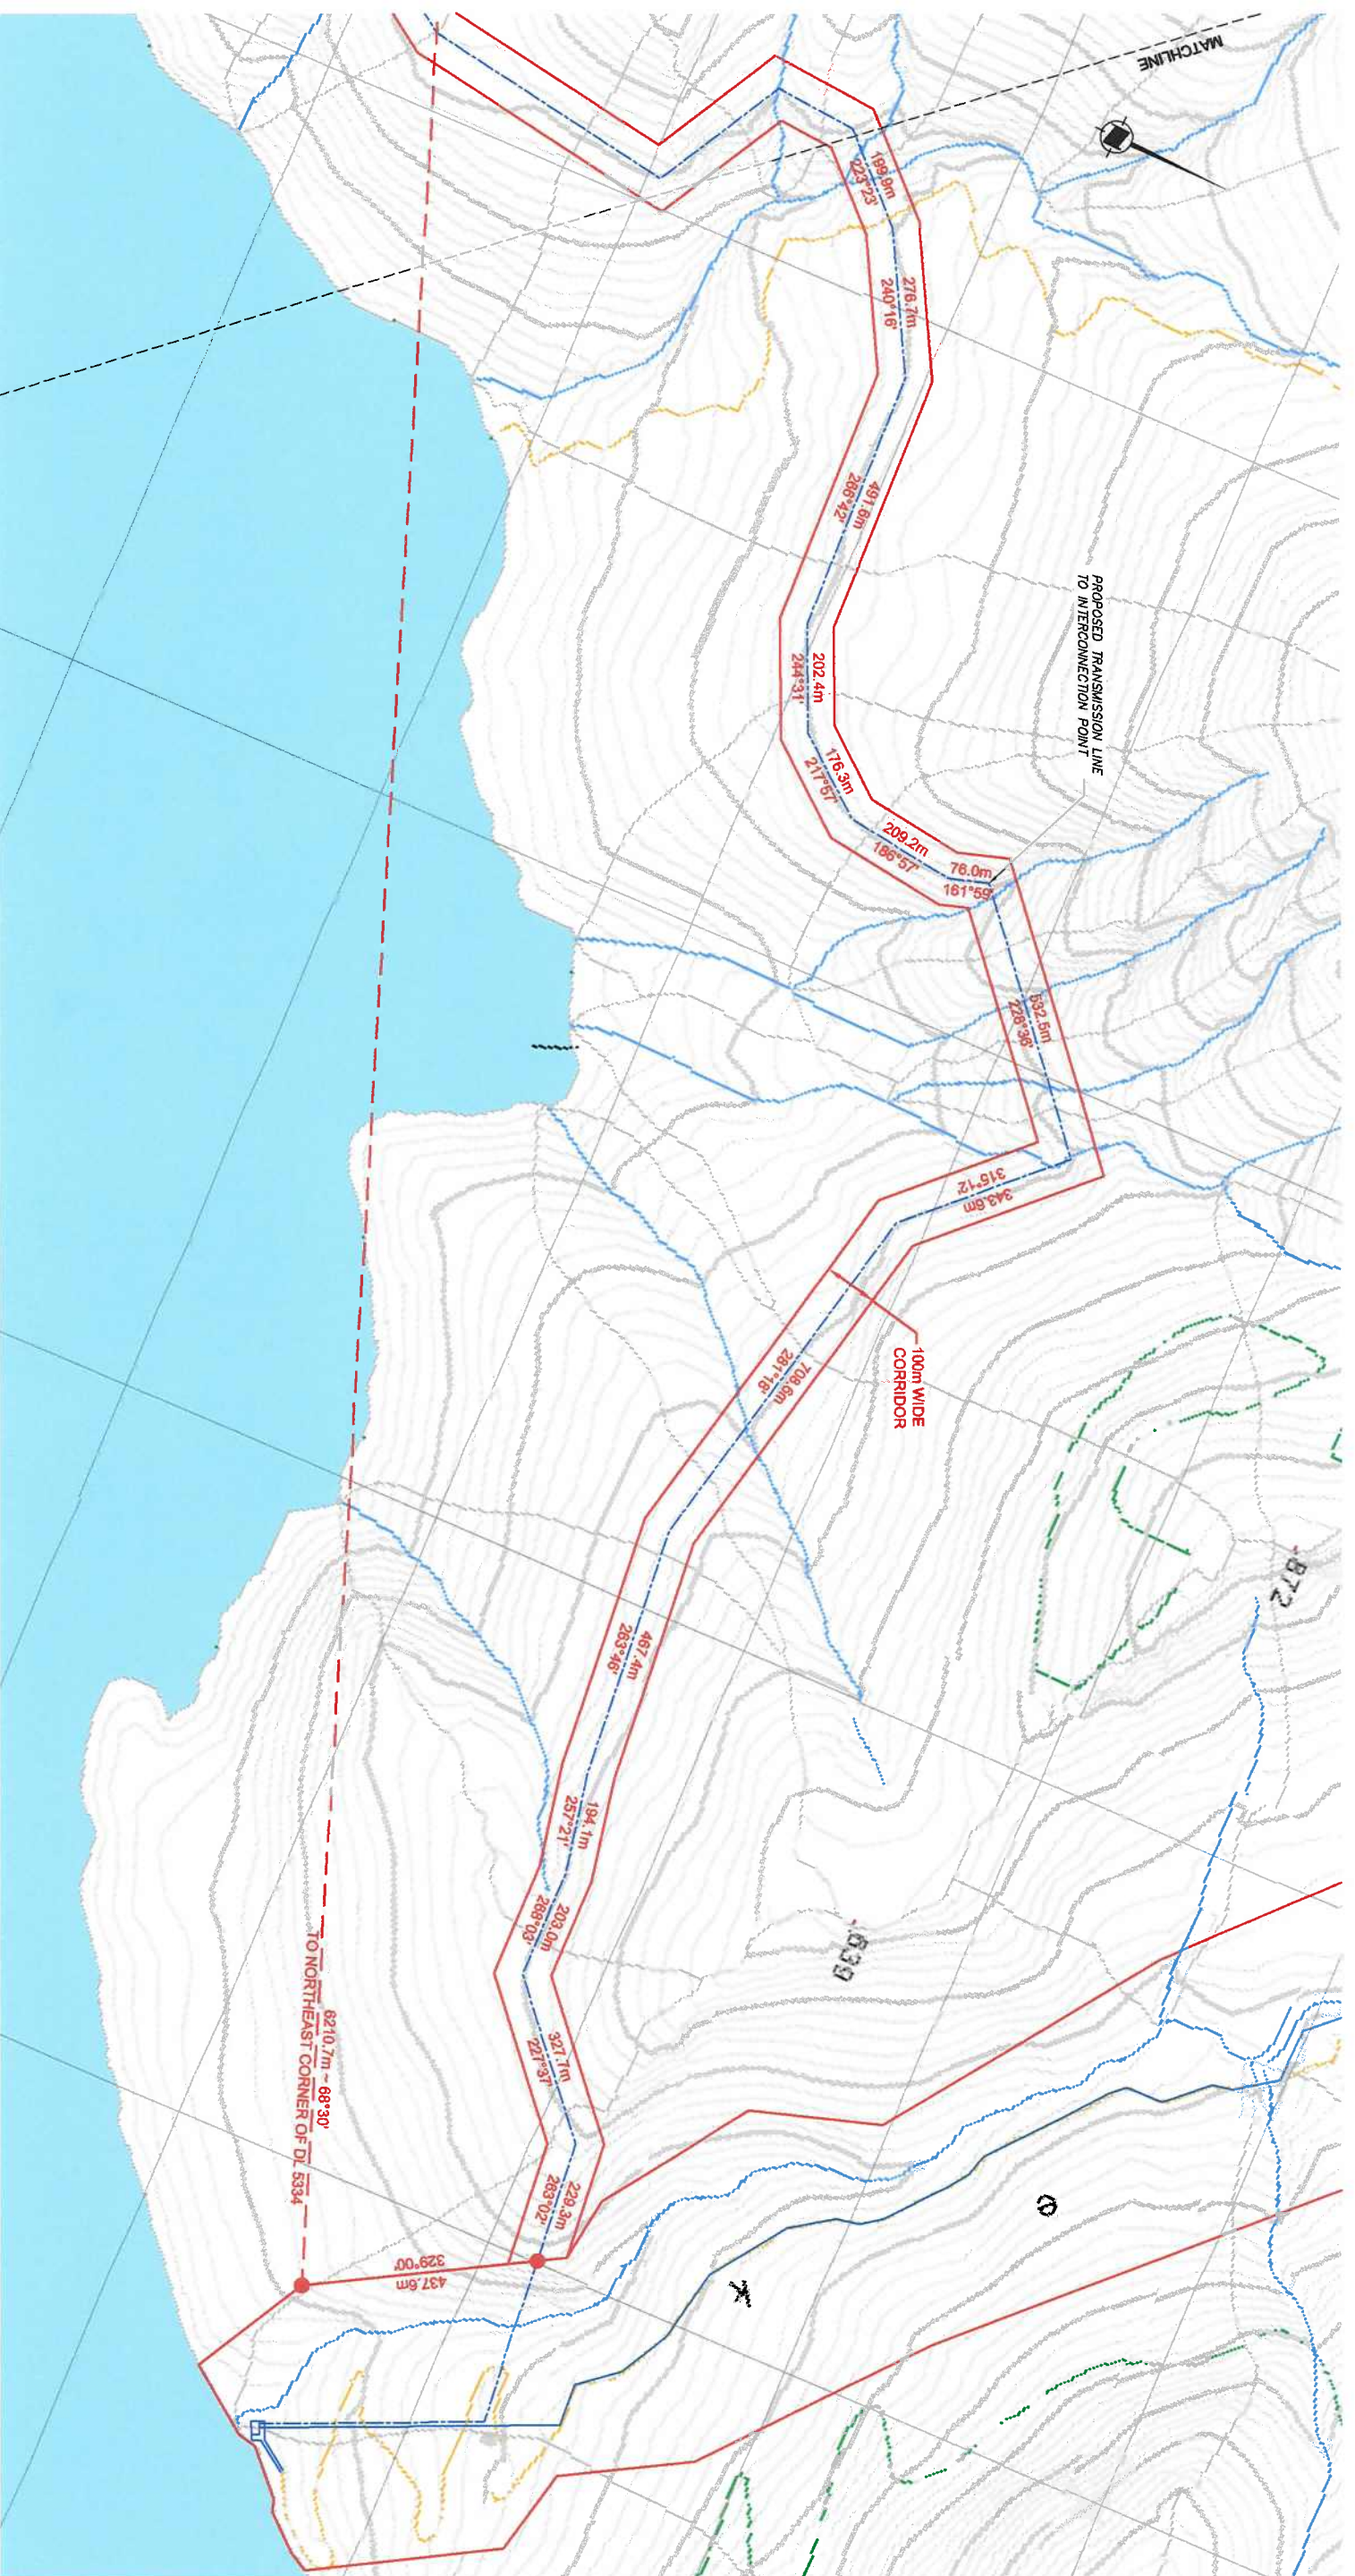 MATCHLINE
199.9m
223°23'
276.7m
240°16'
491.6m
266°42'
PROPOSED TRANSMISSION LINE
TO INTERCONNECTION POINT
202.4m
244°31'
176.3m
217°57'
209.2m
186°57'
76.0m
161°59'
532.5m
228°36'
315°12'
343.6m
100m WIDE
CORRIDOR
708.6m
281°18'
872
467.4m
263°46'
194.1m
257°21'
639
203.0m
268°03'
327.7m
227°37'
229.3m
263°02'
6210.7m ~ 68°30'
TO NORTHEAST CORNER OF DL 5334
329°00'
437.6m